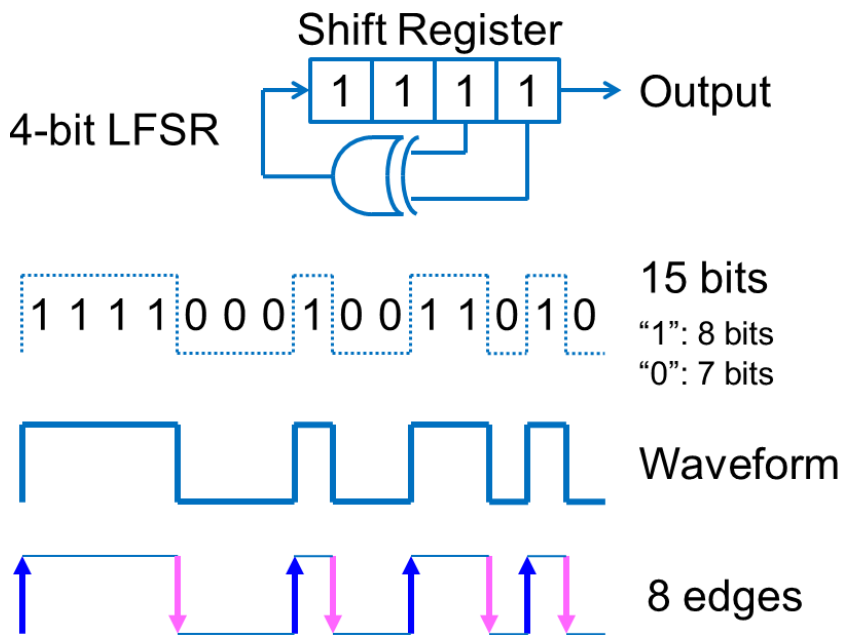 Shift Register
1 1 1 1
Output
4-bit LFSR
1 1 1 1 0 0 0 1 0 0 1 1 0 1 0
15 bits
“1”: 8 bits
“0”: 7 bits
Waveform
8 edges